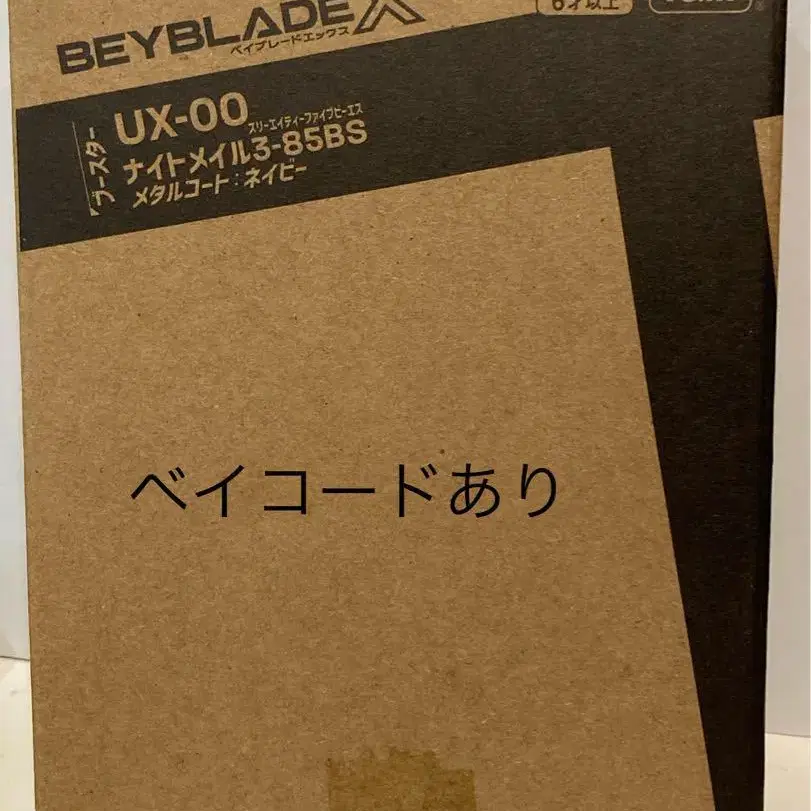 BEYBLADE X
ベイブレードエックス
6才以上
ブースター
UX-00
スリーエイティーファイブビーエス
ナイトメイル3-85BS
メタルコート:ネイビー
ベイコードあり